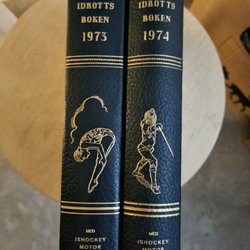 IDROTTS
BOKEN
1973
MED
ISHOCKEY
MOTOR
IDROTTS
BOKEN
1974
MED
ISHOCKEY
MOTOR